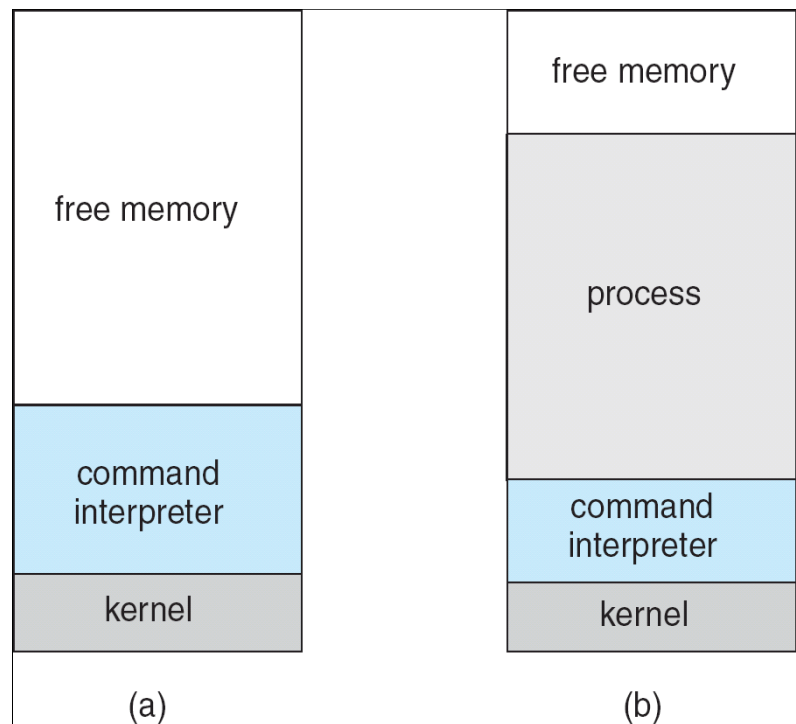 free memory
command
interpreter
kernel
(a)
free memory
process
command
interpreter
kernel
(b)